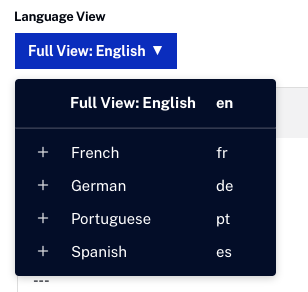 Language View
Full View: English ▼
Full View: English en
+ French fr
+ German de
+ Portuguese pt
+ Spanish es
---